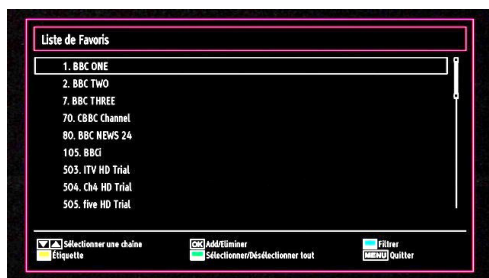 Liste de Favoris
1. BBC ONE
2. BBC TWO
7. BBC THREE
70. CBBC Channel
80. BBC NEWS 24
105. BBCi
503. ITV HD Trial
504. Ch4 HD Trial
505. five HD Trial
Sélectionner une chaine OK Add/Eliminer Filtrer
Étiquette Sélectionner/Désélectionner tout MENU Quitter